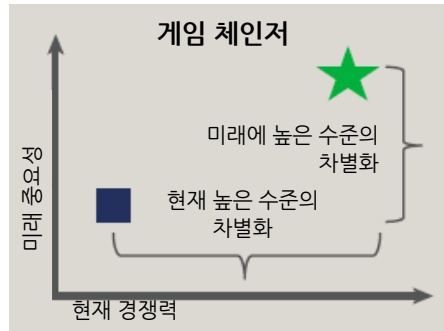 게임 체인저
미래에 높은 수준의
차별화
현재 높은 수준의
차별화
미래 중요성
현재 경쟁력